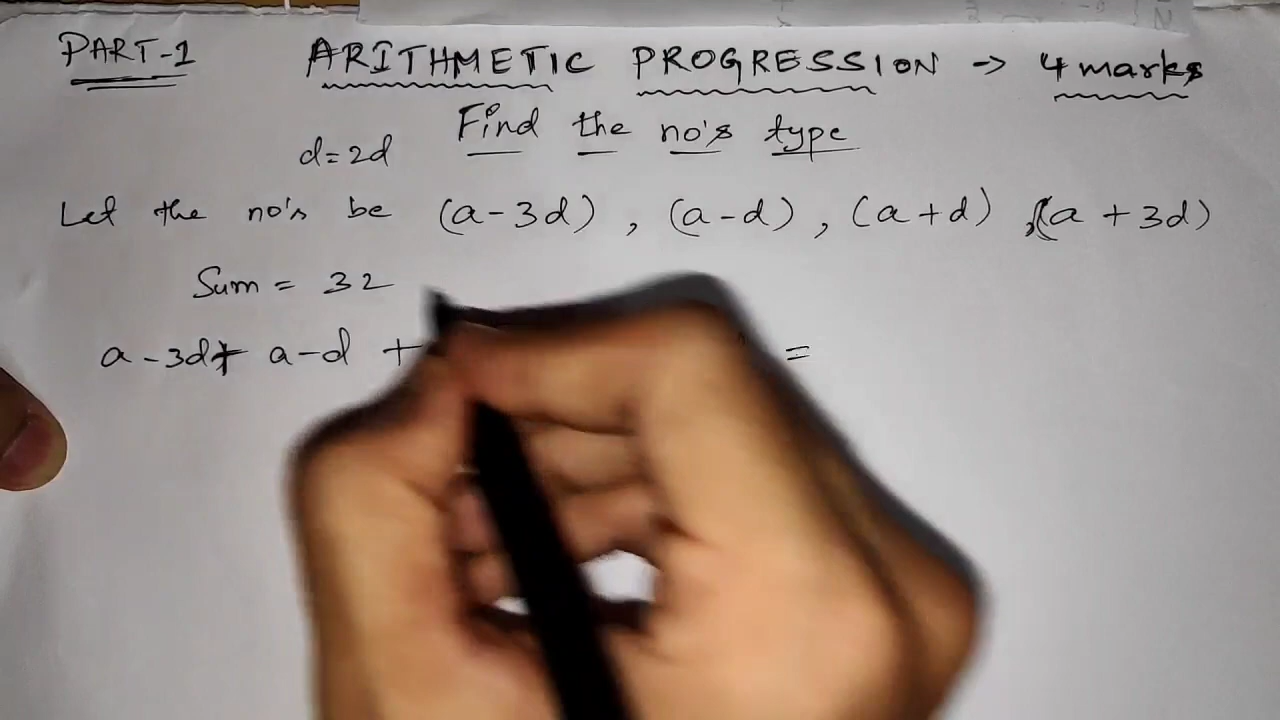 PART-1 ARITHMETIC PROGRESSION → 4 marks
Find the no's type
d=2d
Let the no's be (a-3d), (a-d), (a+d), (a+3d)
Sum = 32
a-3d+ a-d + =